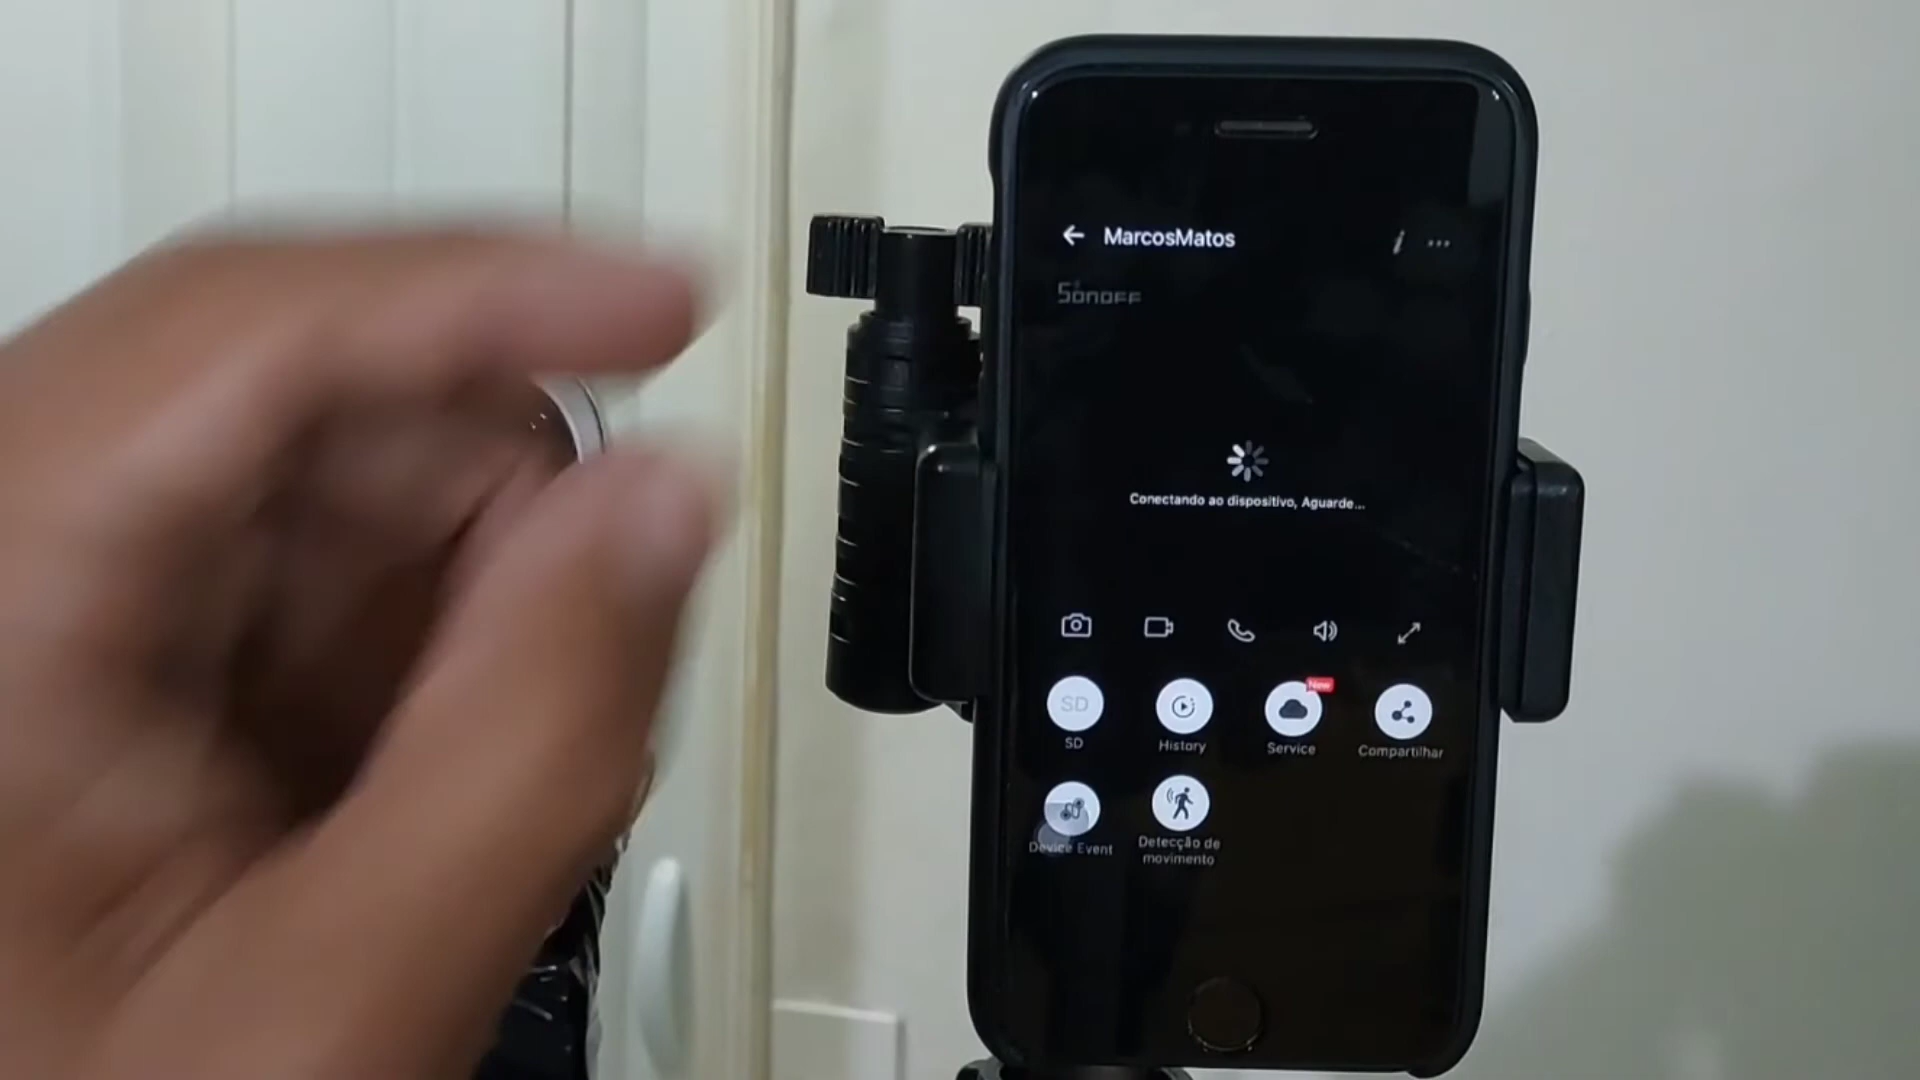 MarcosMatos
i ...
SONOFF
Conectando ao dispositivo, Aguarde...
New
SD
SD
History
Service
Compartilhar
Device Event
Detecção de
movimento